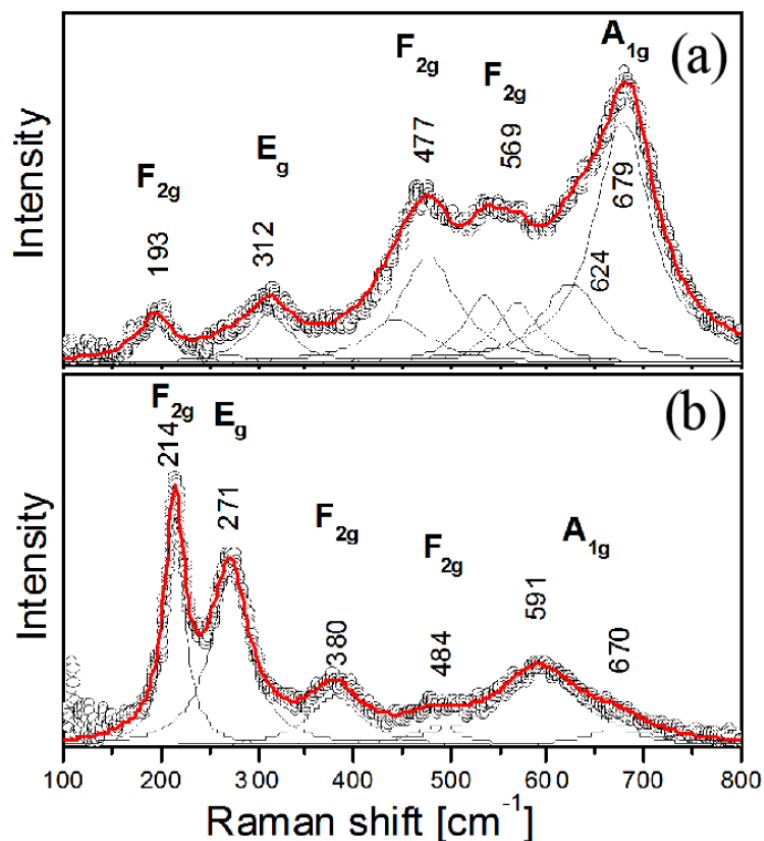 (a)
F2g
193
Eg
312
F2g
477
F2g
569
A1g
624
679
Intensity
(b)
F2g
214
Eg
271
F2g
380
F2g
484
A1g
591
670
Intensity
100 200 300 400 500 600 700 800
Raman shift [cm-1]